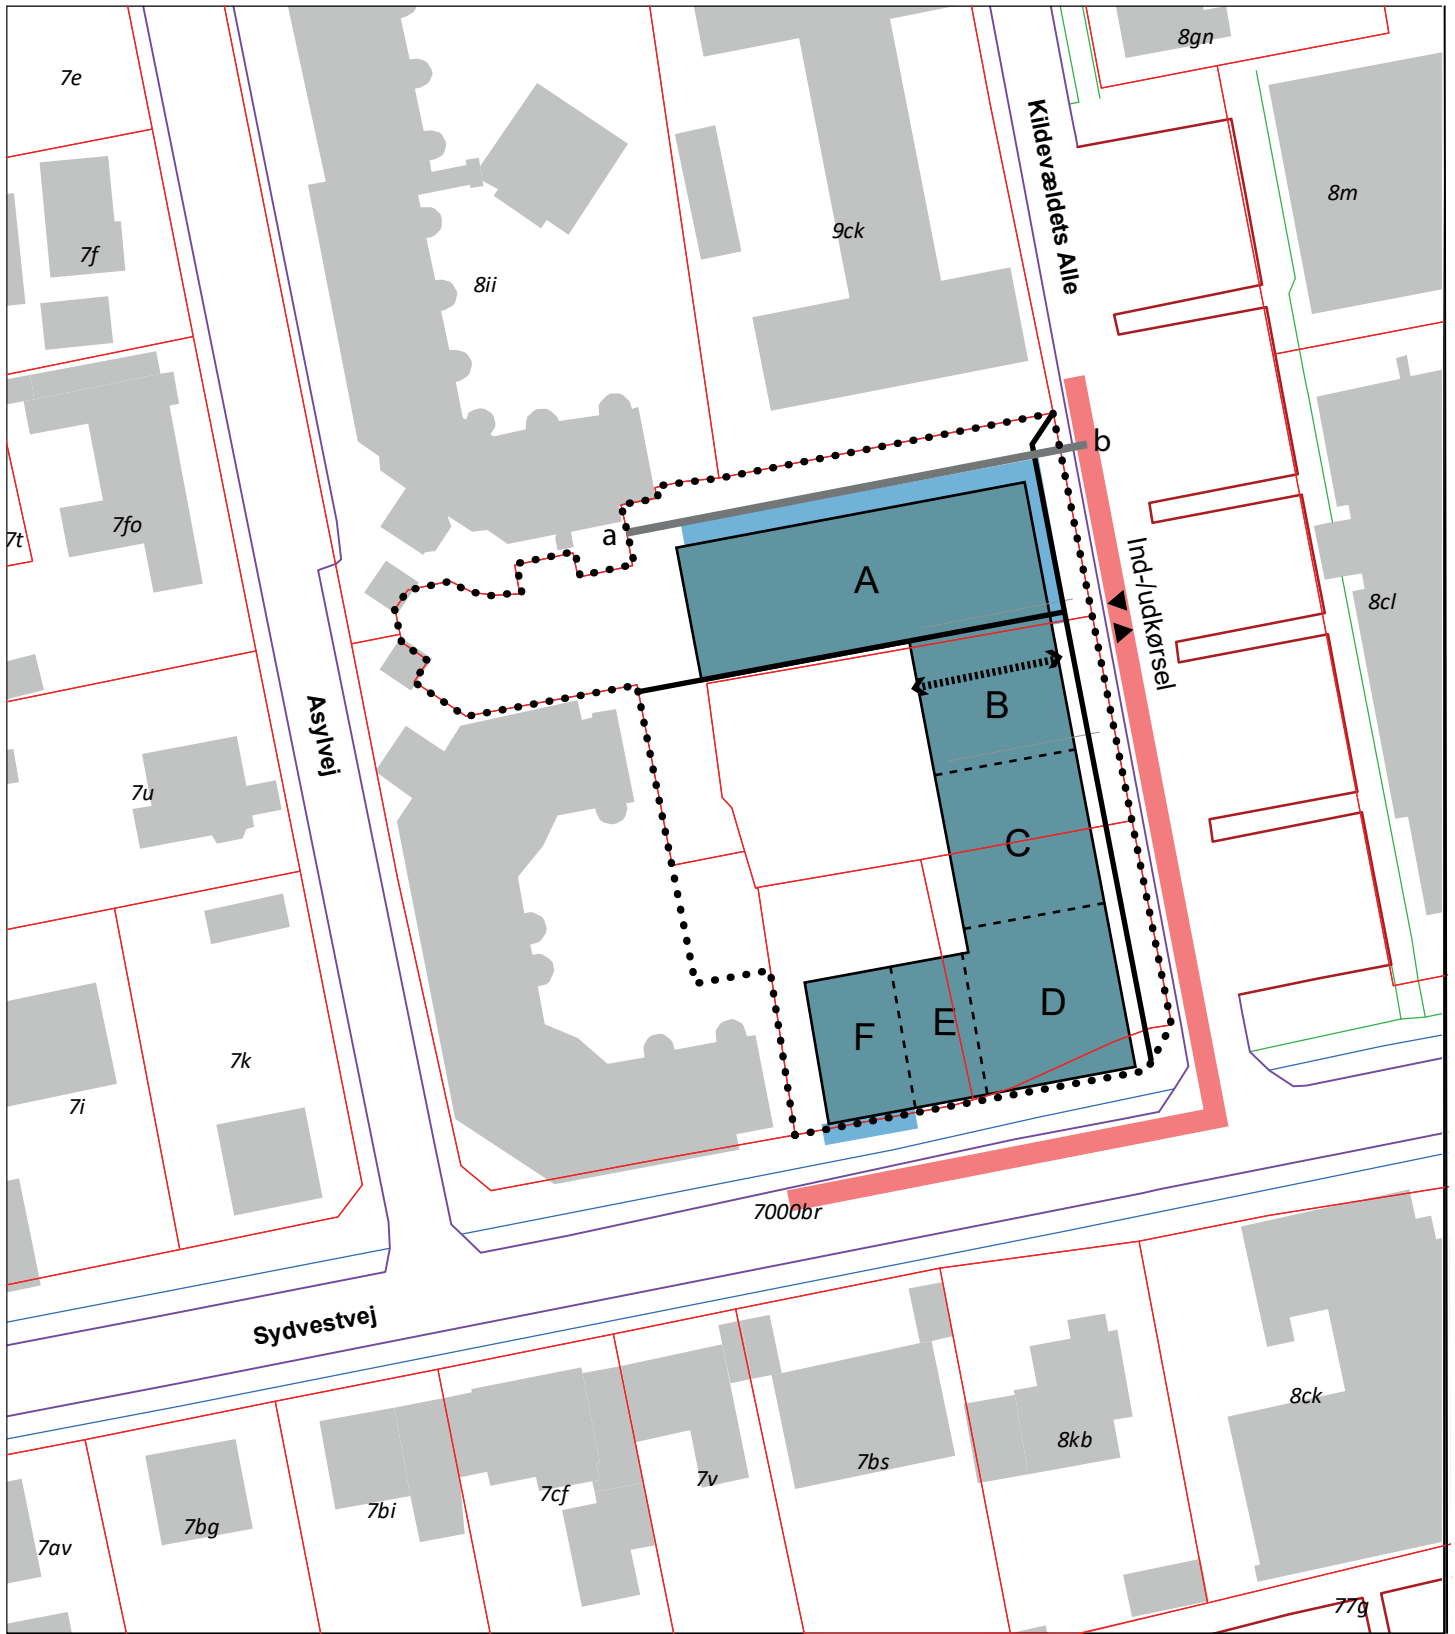 8gn
7e
Kildevældets Alle
8m
9ck
7f
8ii
b
7fo
7t
a
Ind-/udkørsel
A
8cl
B
Asylvej
7u
C
D
E
F
7k
7i
7000br
Sydvestvej
8ck
8kb
7bs
7v
7cf
7bi
7bg
7av
77g